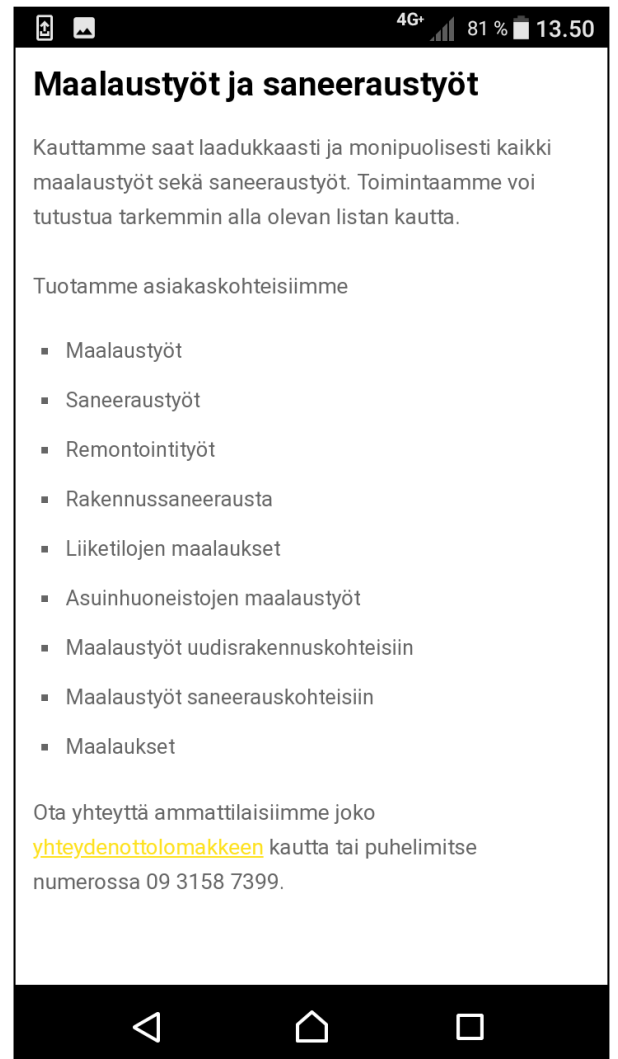 4G+ 81 % 13.50
Maalaustyöt ja saneeraustyöt
Kauttamme saat laadukkaasti ja monipuolisesti kaikki
maalaustyöt sekä saneeraustyöt. Toimintaamme voi
tutustua tarkemmin alla olevan listan kautta.
Tuotamme asiakaskohteisiimme
▪ Maalaustyöt
▪ Saneeraustyöt
▪ Remontointityöt
▪ Rakennussaneerausta
▪ Liiketilojen maalaukset
▪ Asuinhuoneistojen maalaustyöt
▪ Maalaustyöt uudisrakennuskohteisiin
▪ Maalaustyöt saneerauskohteisiin
▪ Maalaukset
Ota yhteyttä ammattilaisiimme joko
yhteydenottolomakkeen kautta tai puhelimitse
numerossa 09 3158 7399.